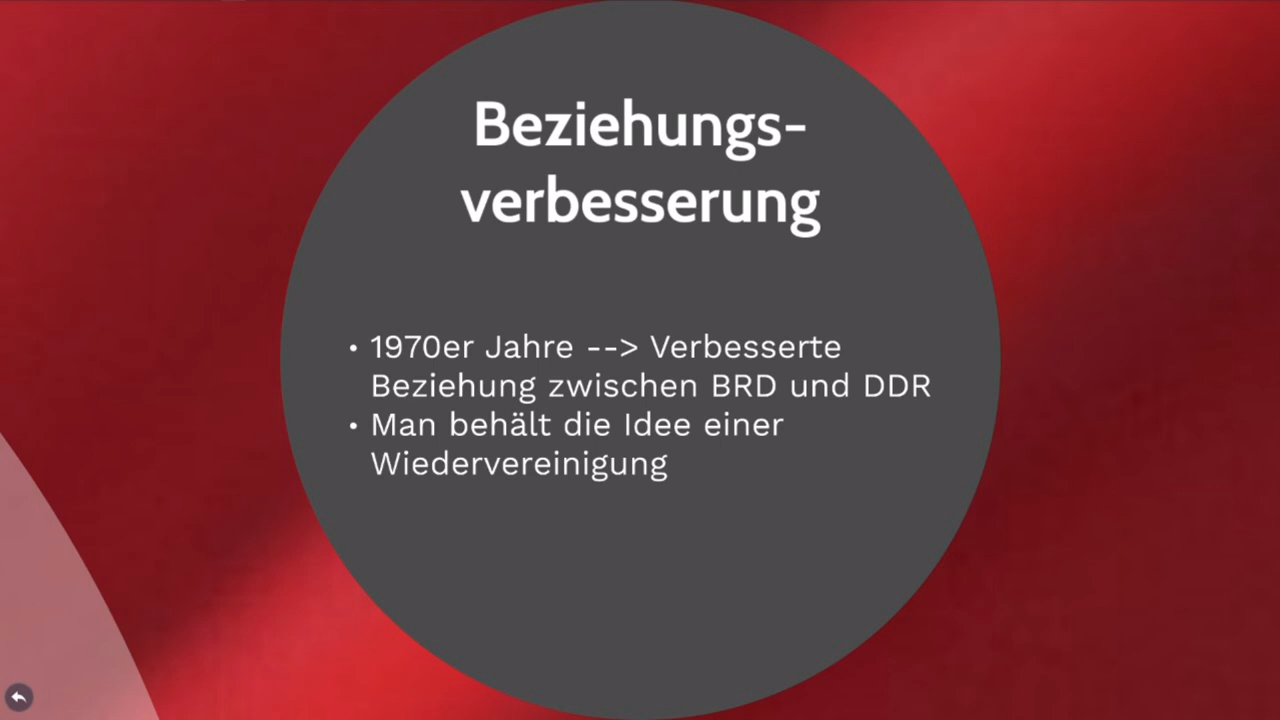 Beziehungs-
verbesserung
• 1970er Jahre --> Verbesserte
Beziehung zwischen BRD und DDR
• Man behält die Idee einer
Wiedervereinigung